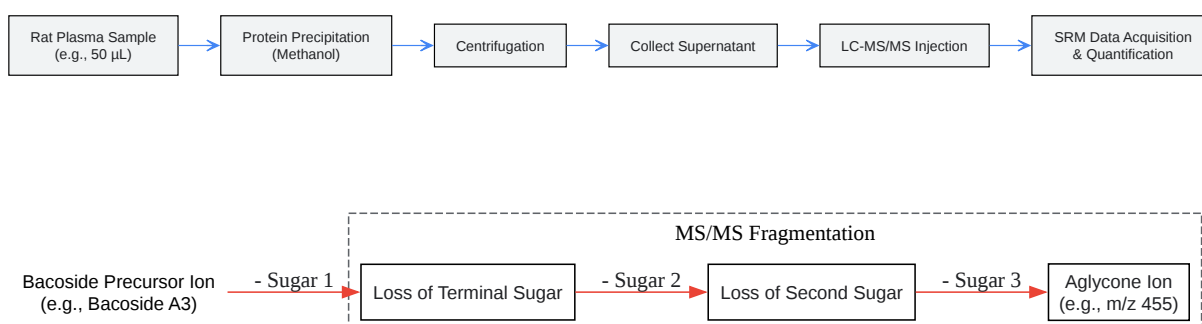 Rat Plasma Sample
(e.g., 50 µL)
Protein Precipitation
(Methanol)
Centrifugation
Collect Supernatant
LC-MS/MS Injection
SRM Data Acquisition
& Quantification
MS/MS Fragmentation
Bacoside Precursor Ion
(e.g., Bacoside A3)
- Sugar 1
Loss of Terminal Sugar
- Sugar 2
Loss of Second Sugar
- Sugar 3
Aglycone Ion
(e.g., m/z 455)